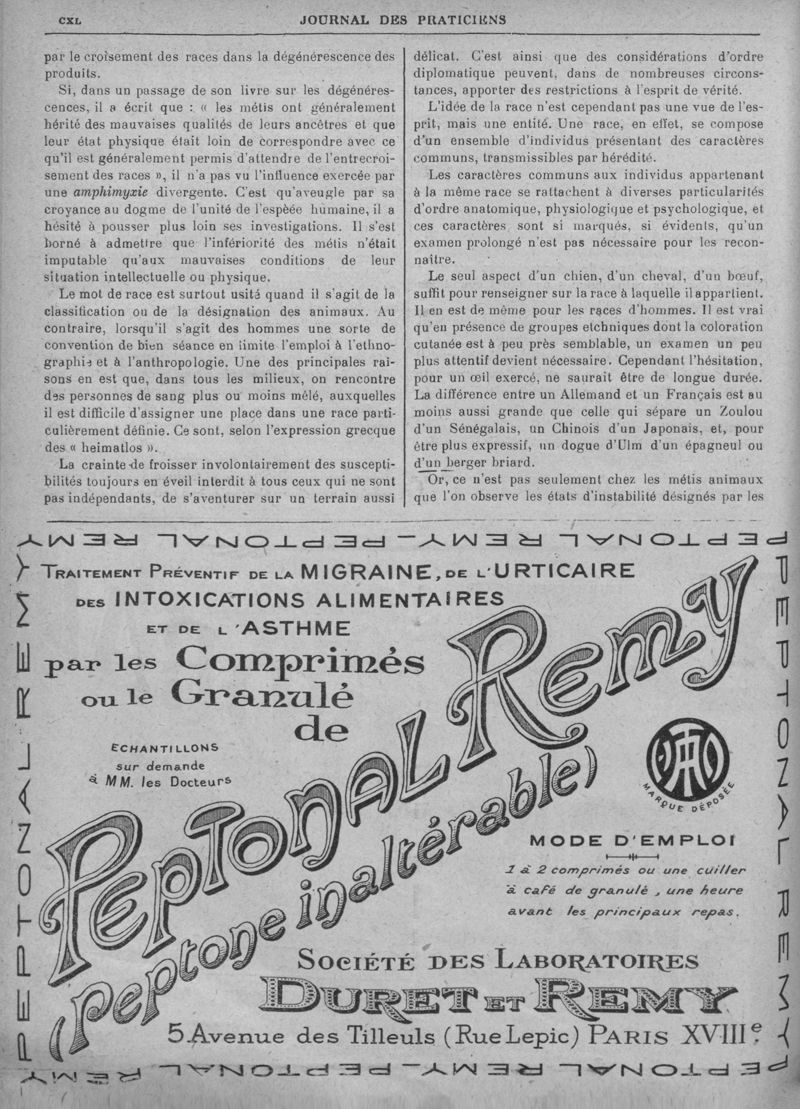 CXL
JOURNAL DES PRATICIENS
par le croisement des races dans la dégénérescence des
produits.
Si, dans un passage de son livre sur les dégénéres-
cences, il a écrit que : « les métis ont généralement
hérité des mauvaises qualités de leurs ancêtres et que
leur état physique était loin de correspondre avec ce
qu'il est généralement permis d'attendre de l'entrecroi-
sement des races », il n'a pas vu l'influence exercée par
une amphimyxie divergente. C'est qu'aveugle par sa
croyance au dogme de l'unité de l'espèée humaine, il a
hésité à pousser plus loin ses investigations. Il s'est
borné à admettre que l'infériorité des métis n'était
imputable qu'aux mauvaises conditions de leur
situation intellectuelle ou physique.
Le mot de race est surtout usité quand il s'agit de la
classification ou de la désignation des animaux. Au
contraire, lorsqu'il s'agit des hommes une sorte de
convention de bien séance en limite l'emploi à l'ethno-
graphie et à l'anthropologie. Une des principales rai-
sons en est que, dans tous les milieux, on rencontre
des personnes de sang plus ou moins mêlé, auxquelles
il est difficile d'assigner une place dans une race parti-
culièrement définie. Ce sont, selon l'expression grecque
des « heimatlos ».
La crainte de froisser involontairement des suscepti-
bilités toujours en éveil interdit à tous ceux qui ne sont
pas indépendants, de s'aventurer sur un terrain aussi
délicat. C'est ainsi que des considérations d'ordre
diplomatique peuvent, dans de nombreuses circons-
tances, apporter des restrictions à l'esprit de vérité.
L'idée de la race n'est cependant pas une vue de l'es-
prit, mais une entité. Une race, en effet, se compose
d'un ensemble d'individus présentant des caractères
communs, transmissibles par hérédité.
Les caractères communs aux individus appartenant
à la même race se rattachent à diverses particularités
d'ordre anatomique, physiologique et psychologique, et
ces caractères sont si marqués, si évidents, qu'un
examen prolongé n'est pas nécessaire pour les recon-
naître.
Le seul aspect d'un chien, d'un cheval, d'un bœuf,
suffit pour renseigner sur la race à laquelle il appartient.
Il en est de même pour les races d'hommes. Il est vrai
qu'en présence de groupes etchniques dont la coloration
cutanée est à peu près semblable, un examen un peu
plus attentif devient nécessaire. Cependant l'hésitation,
pour un œil exercé, ne saurait être de longue durée.
La différence entre un Allemand et un Français est au
moins aussi grande que celle qui sépare un Zoulou
d'un Sénégalais, un Chinois d'un Japonais, et, pour
être plus expressif, un dogue d'Ulm d'un épagneul ou
d'un berger briard.
Or, ce n'est pas seulement chez les métis animaux
que l'on observe les états d'instabilité désignés par les
PEPTONAL REMY - PEPTONAL REMY
TRAITEMENT PRÉVENTIF DE LA MIGRAINE, DE L'URTICAIRE
DES INTOXICATIONS ALIMENTAIRES
ET DE L'ASTHME
par les Comprimés
ou le Granulé
de
PEPTONAL REMY
(peptone inaltérable)
ECHANTILLONS
sur demande
à MM. les Docteurs
MARQUE DÉPOSÉE
MODE D'EMPLOI
1 à 2 comprimés ou une cuiller
à café de granulé, une heure
avant les principaux repas.
SOCIÉTÉ DES LABORATOIRES
DURET ET REMY
5 Avenue des Tilleuls (Rue Lepic) PARIS XVIIIe.
PEPTONAL REMY
PEPTONAL REMY
PEPTONAL REMY - PEPTONAL REMY